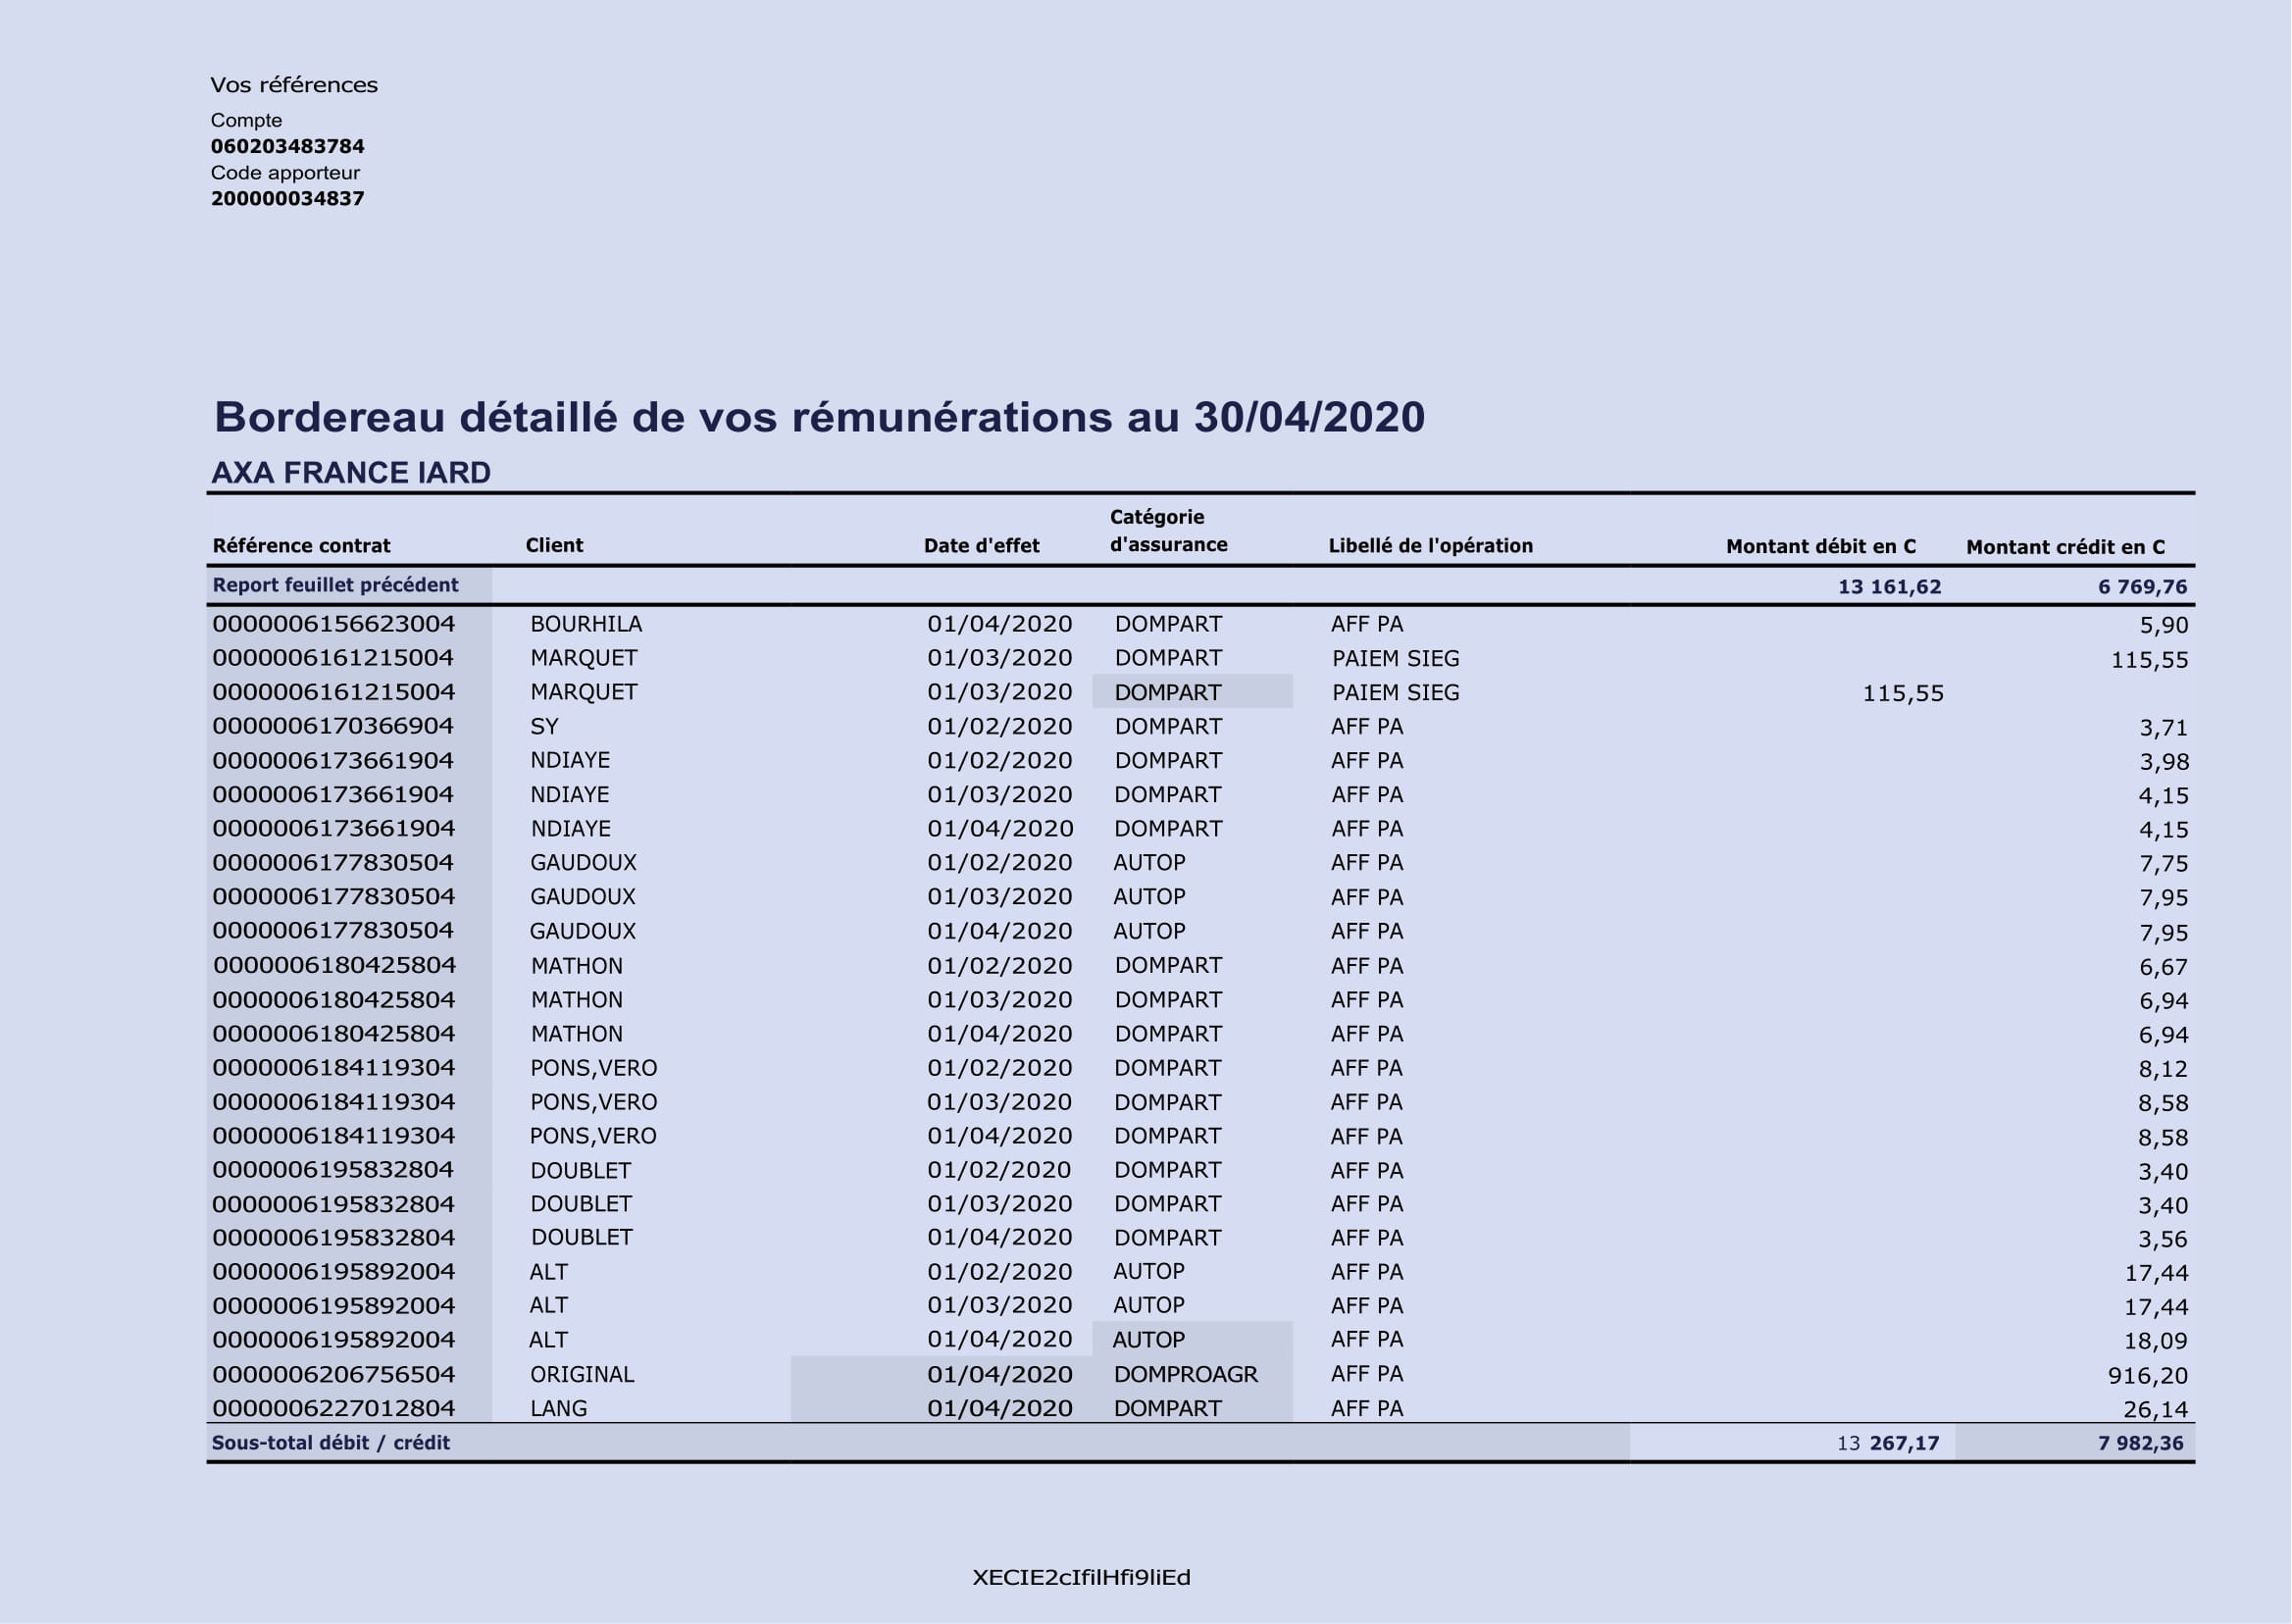 Vos références
Compte
060203483784
Code apporteur
200000034837
Bordereau détaillé de vos rémunérations au 30/04/2020
AXA FRANCE IARD
Référence contrat Client Date d'effet Catégorie d'assurance Libellé de l'opération Montant débit en C Montant crédit en C
Report feuillet précédent 13 161,62 6 769,76
0000006156623004 BOURHILA 01/04/2020 DOMPART AFF PA 5,90
0000006161215004 MARQUET 01/03/2020 DOMPART PAIEM SIEG 115,55
0000006161215004 MARQUET 01/03/2020 DOMPART PAIEM SIEG 115,55
0000006170366904 SY 01/02/2020 DOMPART AFF PA 3,71
0000006173661904 NDIAYE 01/02/2020 DOMPART AFF PA 3,98
0000006173661904 NDIAYE 01/03/2020 DOMPART AFF PA 4,15
0000006173661904 NDIAYE 01/04/2020 DOMPART AFF PA 4,15
0000006177830504 GAUDOUX 01/02/2020 AUTOP AFF PA 7,75
0000006177830504 GAUDOUX 01/03/2020 AUTOP AFF PA 7,95
0000006177830504 GAUDOUX 01/04/2020 AUTOP AFF PA 7,95
0000006180425804 MATHON 01/02/2020 DOMPART AFF PA 6,67
0000006180425804 MATHON 01/03/2020 DOMPART AFF PA 6,94
0000006180425804 MATHON 01/04/2020 DOMPART AFF PA 6,94
0000006184119304 PONS,VERO 01/02/2020 DOMPART AFF PA 8,12
0000006184119304 PONS,VERO 01/03/2020 DOMPART AFF PA 8,58
0000006184119304 PONS,VERO 01/04/2020 DOMPART AFF PA 8,58
0000006195832804 DOUBLET 01/02/2020 DOMPART AFF PA 3,40
0000006195832804 DOUBLET 01/03/2020 DOMPART AFF PA 3,40
0000006195832804 DOUBLET 01/04/2020 DOMPART AFF PA 3,56
0000006195892004 ALT 01/02/2020 AUTOP AFF PA 17,44
0000006195892004 ALT 01/03/2020 AUTOP AFF PA 17,44
0000006195892004 ALT 01/04/2020 AUTOP AFF PA 18,09
0000006206756504 ORIGINAL 01/04/2020 DOMPROAGR AFF PA 916,20
0000006227012804 LANG 01/04/2020 DOMPART AFF PA 26,14
Sous-total débit / crédit 13 267,17 7 982,36
XECIE2cIfilHfi9liEd